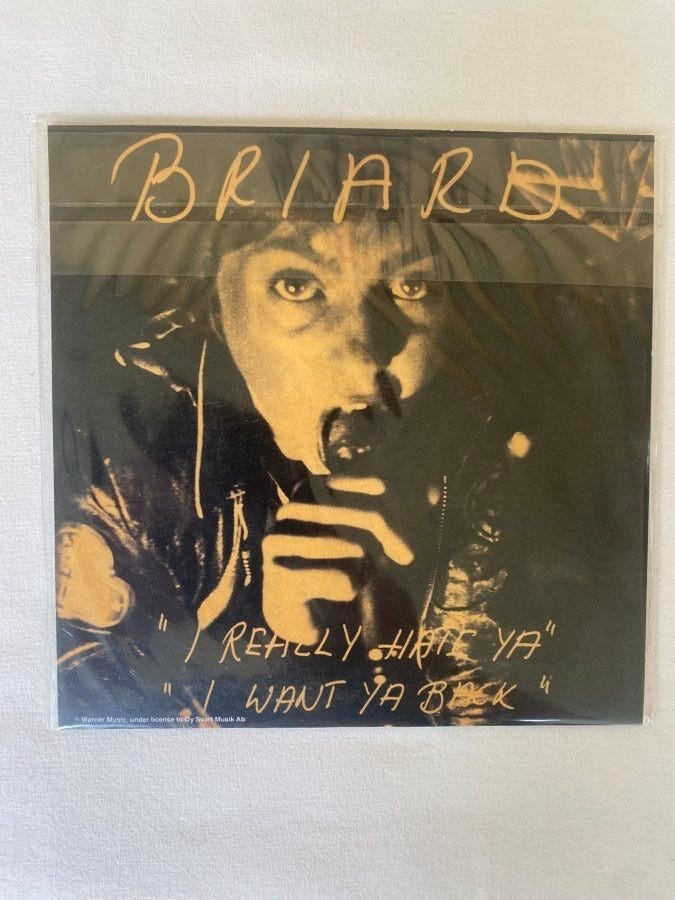 BRIARD
"I REALLY HATE YA"
"I WANT YA BACK"
℗ Warner Music, under license to Oy Svart Musik Ab